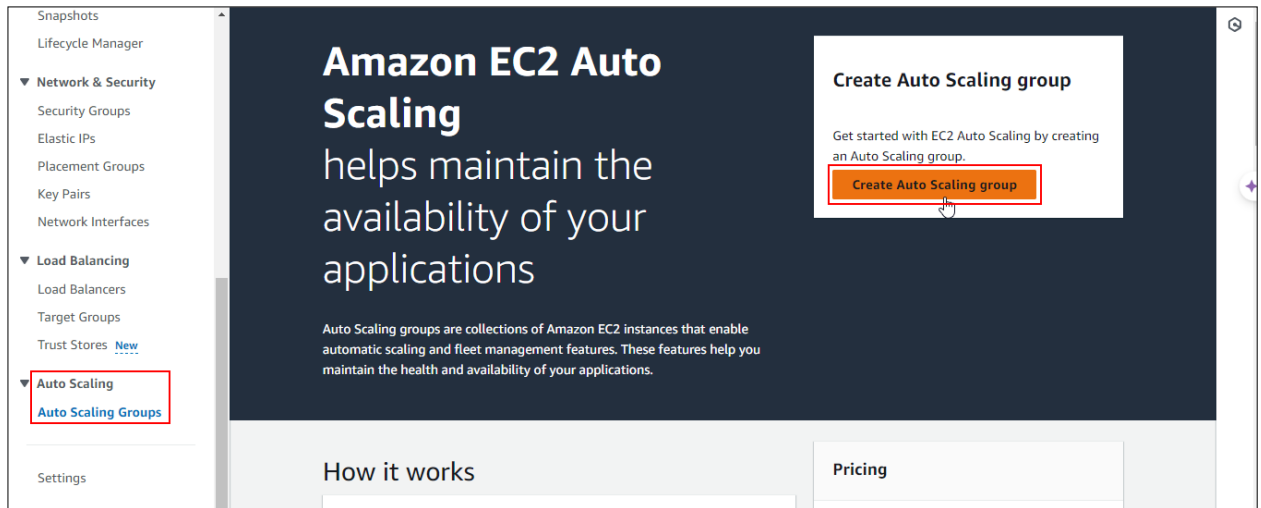 Snapshots
Lifecycle Manager
Network & Security
Security Groups
Elastic IPs
Placement Groups
Key Pairs
Network Interfaces
Load Balancing
Load Balancers
Target Groups
Trust Stores New
Auto Scaling
Auto Scaling Groups
Settings
Amazon EC2 Auto
Scaling
helps maintain the
availability of your
applications
Auto Scaling groups are collections of Amazon EC2 instances that enable
automatic scaling and fleet management features. These features help you
maintain the health and availability of your applications.
Create Auto Scaling group
Get started with EC2 Auto Scaling by creating
an Auto Scaling group.
Create Auto Scaling group
How it works
Pricing